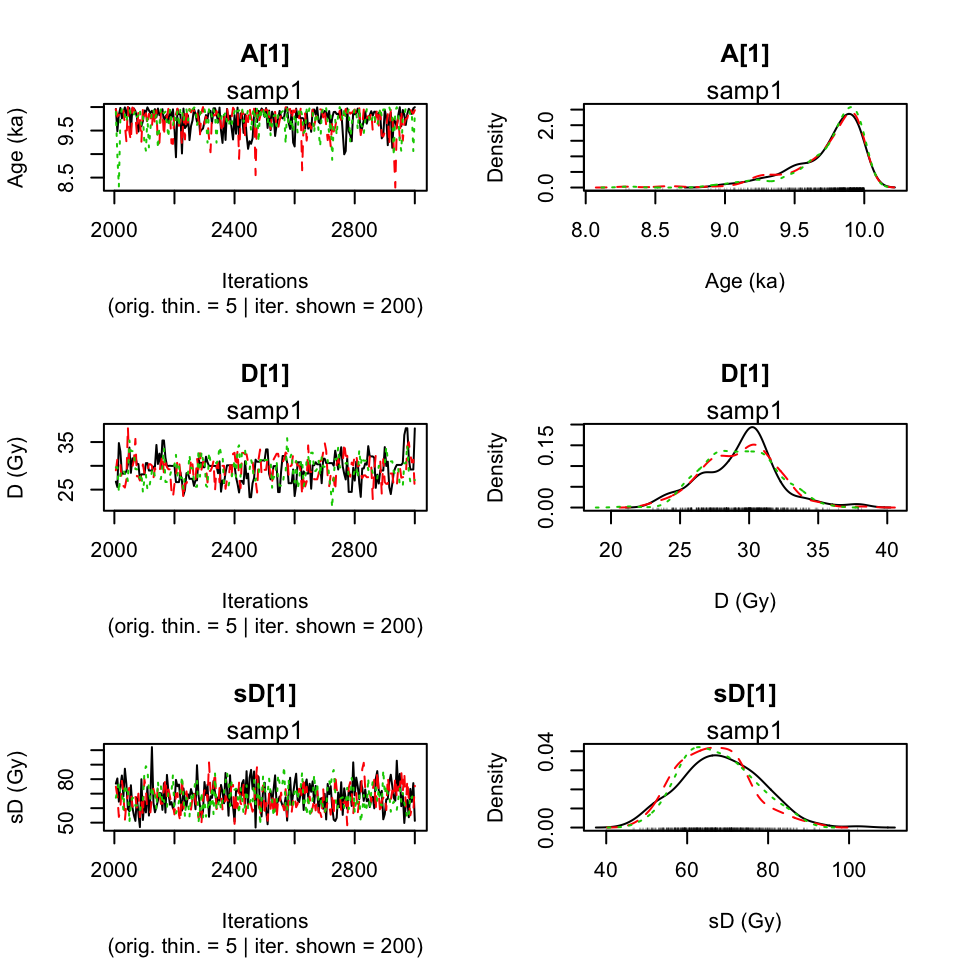 A[1]
samp1
Age (ka)
8.5
9.5
2000
2400
2800
Iterations
(orig. thin. = 5 | iter. shown = 200)
A[1]
samp1
Density
0.0
2.0
8.0
8.5
9.0
9.5
10.0
Age (ka)
D[1]
samp1
D (Gy)
25
35
2000
2400
2800
Iterations
(orig. thin. = 5 | iter. shown = 200)
D[1]
samp1
Density
0.00
0.15
20
25
30
35
40
D (Gy)
sD[1]
samp1
sD (Gy)
50
80
2000
2400
2800
Iterations
(orig. thin. = 5 | iter. shown = 200)
sD[1]
samp1
Density
0.00
0.04
40
60
80
100
sD (Gy)